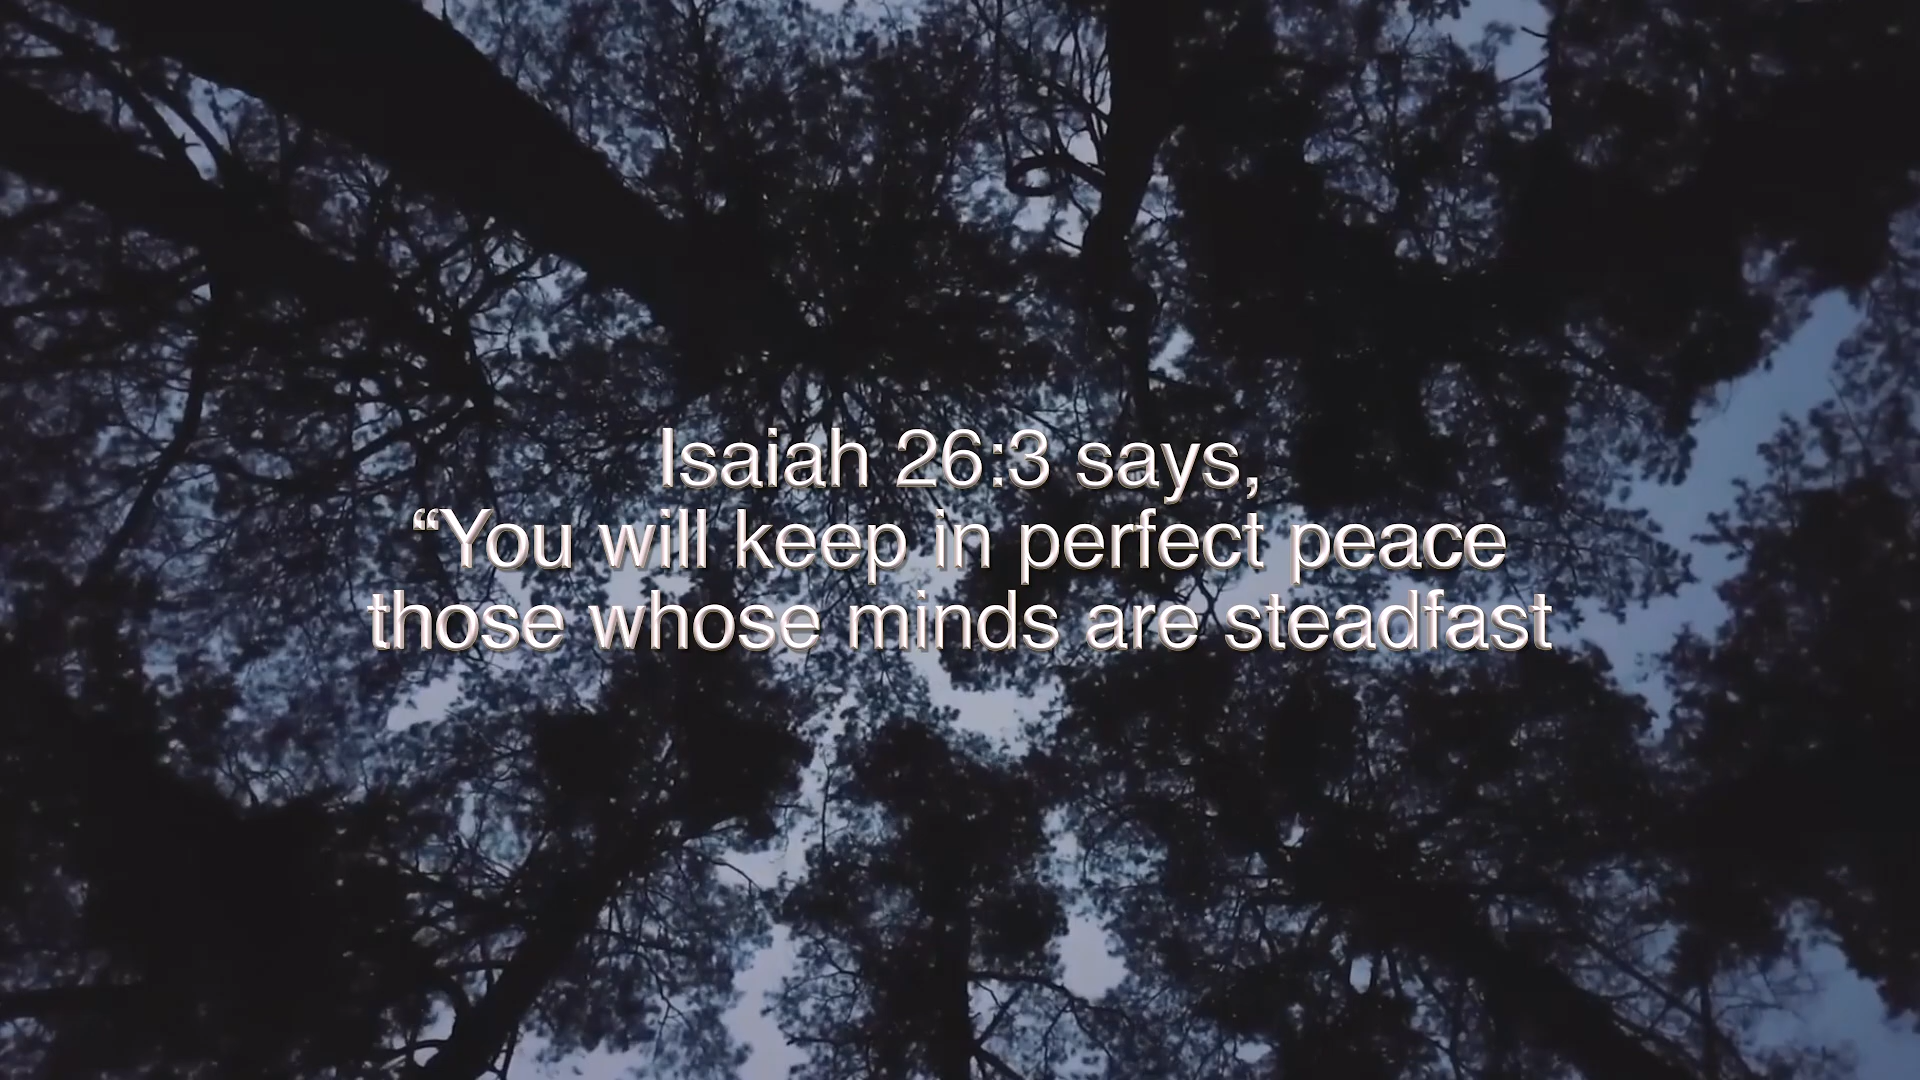 Isaiah 26:3 says,
“You will keep in perfect peace
those whose minds are steadfast